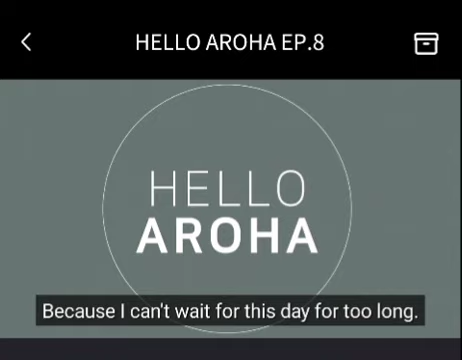 HELLO AROHA EP.8
HELLO
AROHA
Because I can't wait for this day for too long.